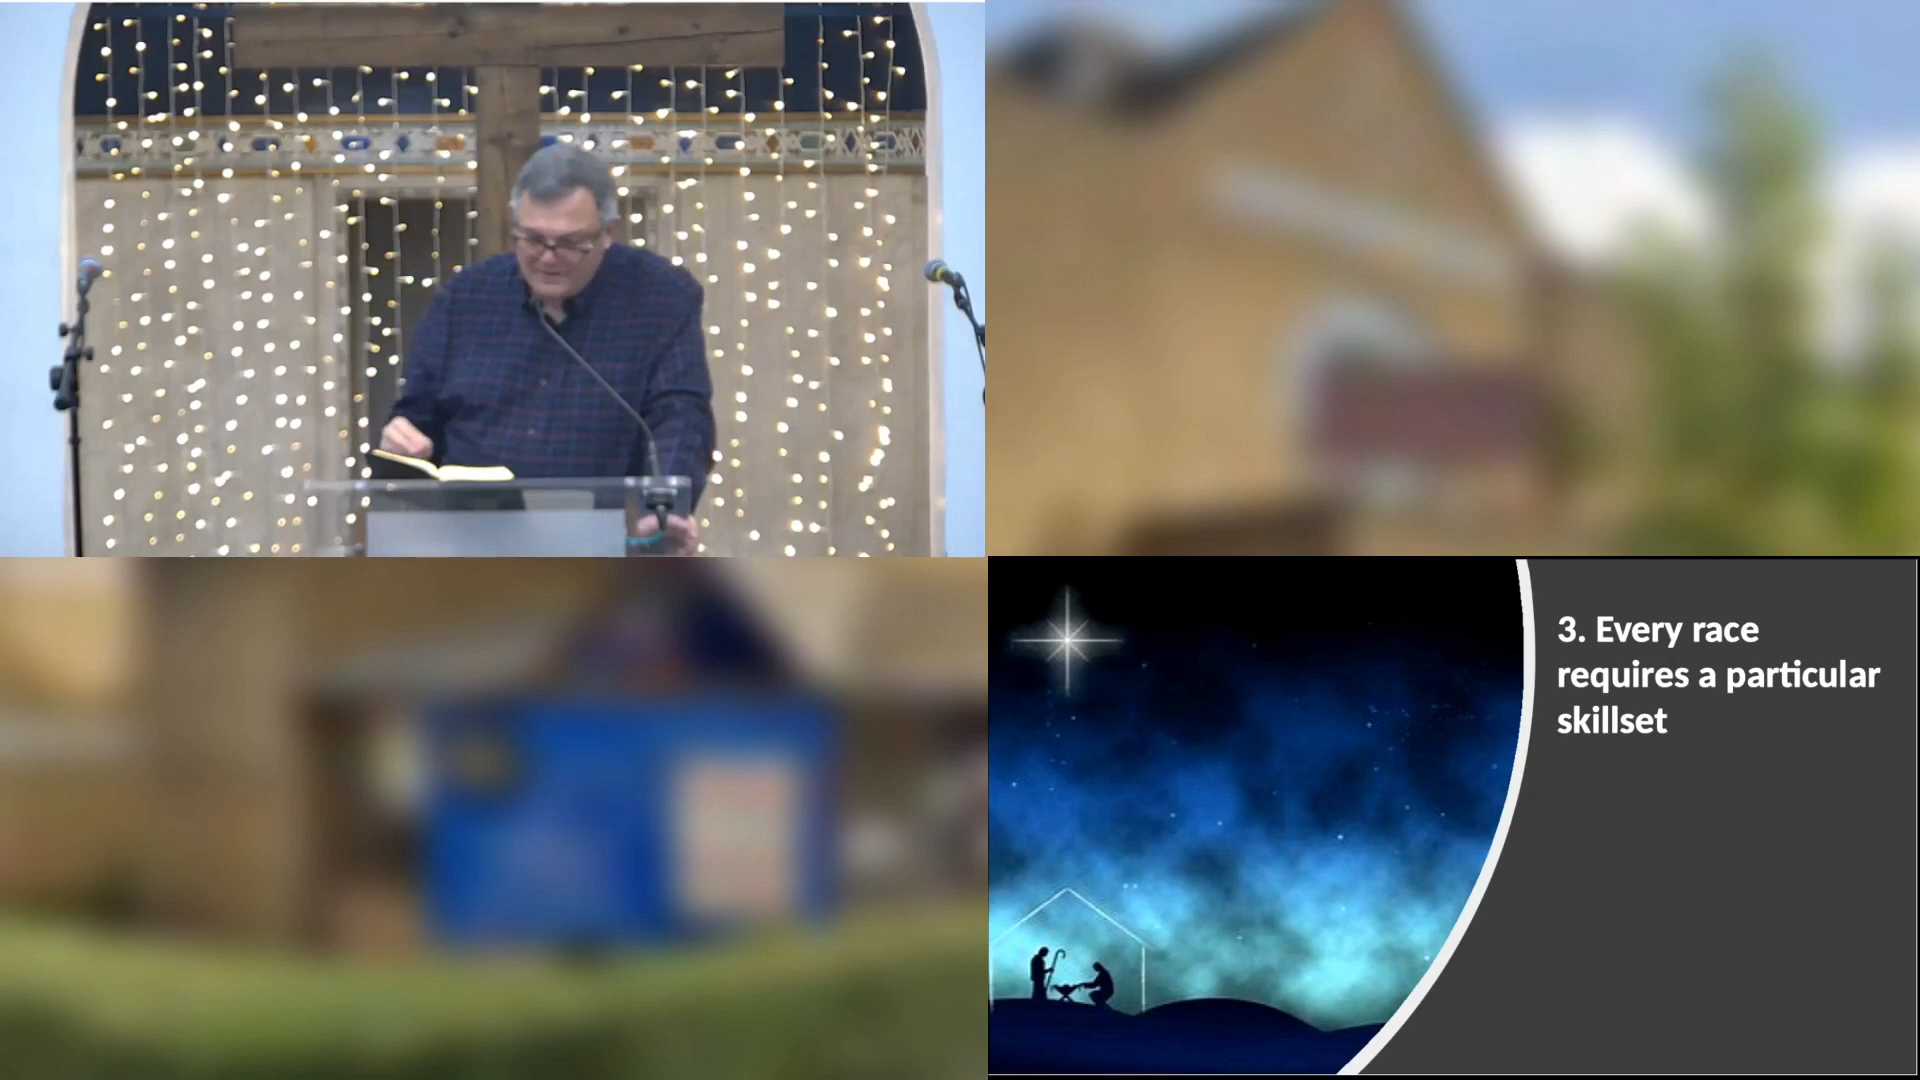 3. Every race
requires a particular
skillset